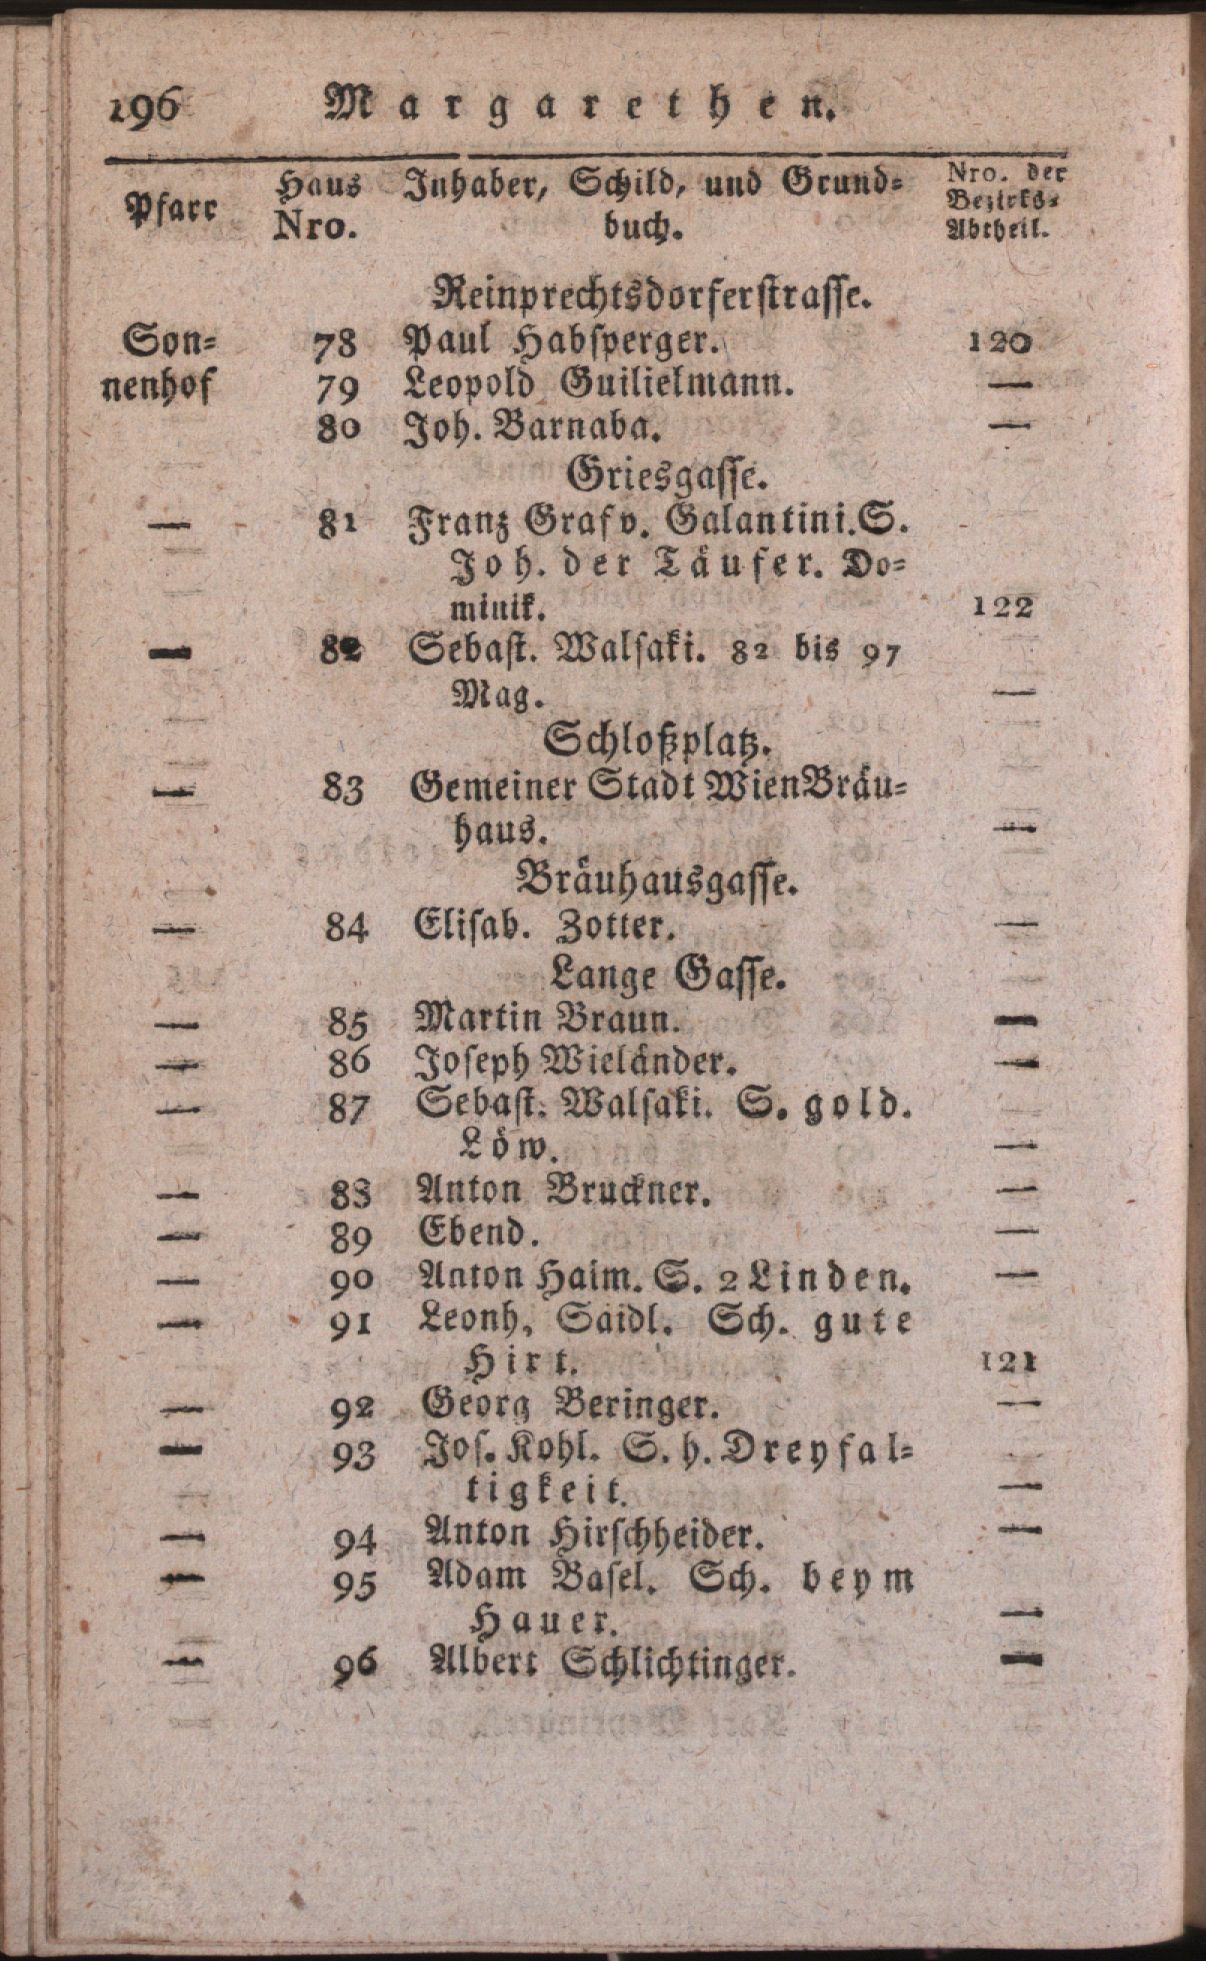 196 Margarethen.
Pfarr Haus Nro. Inhaber, Schild, und Grund= Nro. der Bezirks= Abtheil.
buch.
Reinprechtsdorferstrasse.
Son= 78 Paul Habsperger. 120
nenhof 79 Leopold Guilielmann. —
80 Joh. Barnaba. —
Griesgasse.
— 81 Franz Graf v. Galantini. S.
Joh. der Täufer. Do=
minik. 122
— 82 Sebast. Walsaki. 82 bis 97
Mag. —
Schloßplatz.
— 83 Gemeiner Stadt Wien Bräu=
haus. —
Bräuhausgasse.
— 84 Elisab. Zotter. —
Lange Gasse.
— 85 Martin Braun. —
— 86 Joseph Wieländer. —
— 87 Sebast. Walsaki. S. gold.
Löw. —
— 88 Anton Bruckner. —
— 89 Ebend. —
— 90 Anton Haim. S. 2 Linden. —
— 91 Leonh. Saidl. Sch. gute
Hirt. 121
— 92 Georg Beringer. —
— 93 Jos. Kohl. S. h. Dreyfal=
tigkeit. —
— 94 Anton Hirschheider. —
— 95 Adam Basel. Sch. beym
Hauer. —
— 96 Albert Schlichtinger. —